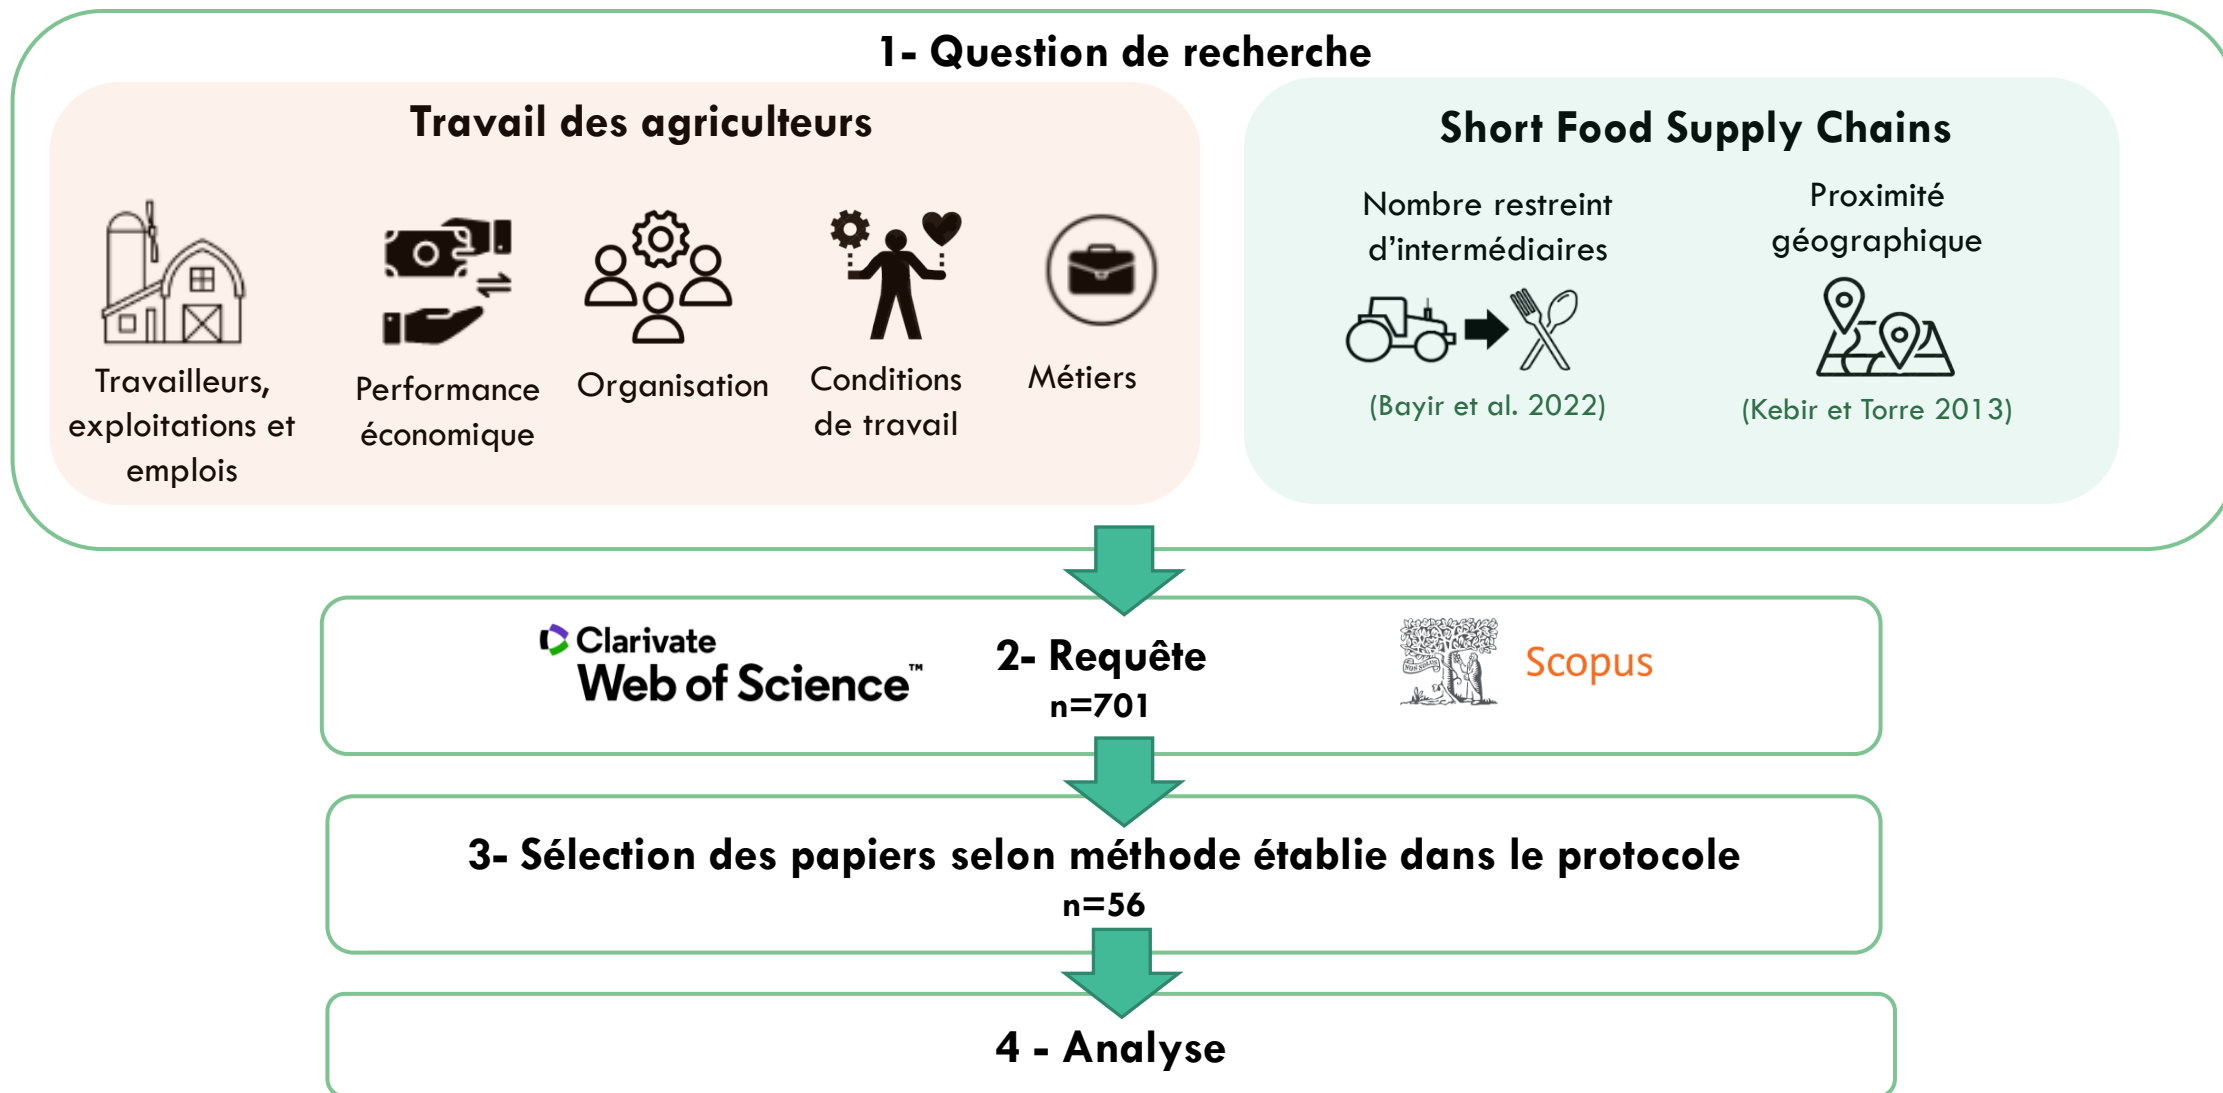 1- Question de recherche
Travail des agriculteurs
Travailleurs,
exploitations et
emplois
Performance
économique
Organisation
Conditions
de travail
Métiers
Short Food Supply Chains
Nombre restreint
d'intermédiaires
(Bayir et al. 2022)
Proximité
géographique
(Kebir et Torre 2013)
Clarivate
Web of Science™
2- Requête
n=701
NON SOLUS
Scopus
3- Sélection des papiers selon méthode établie dans le protocole
n=56
4 - Analyse